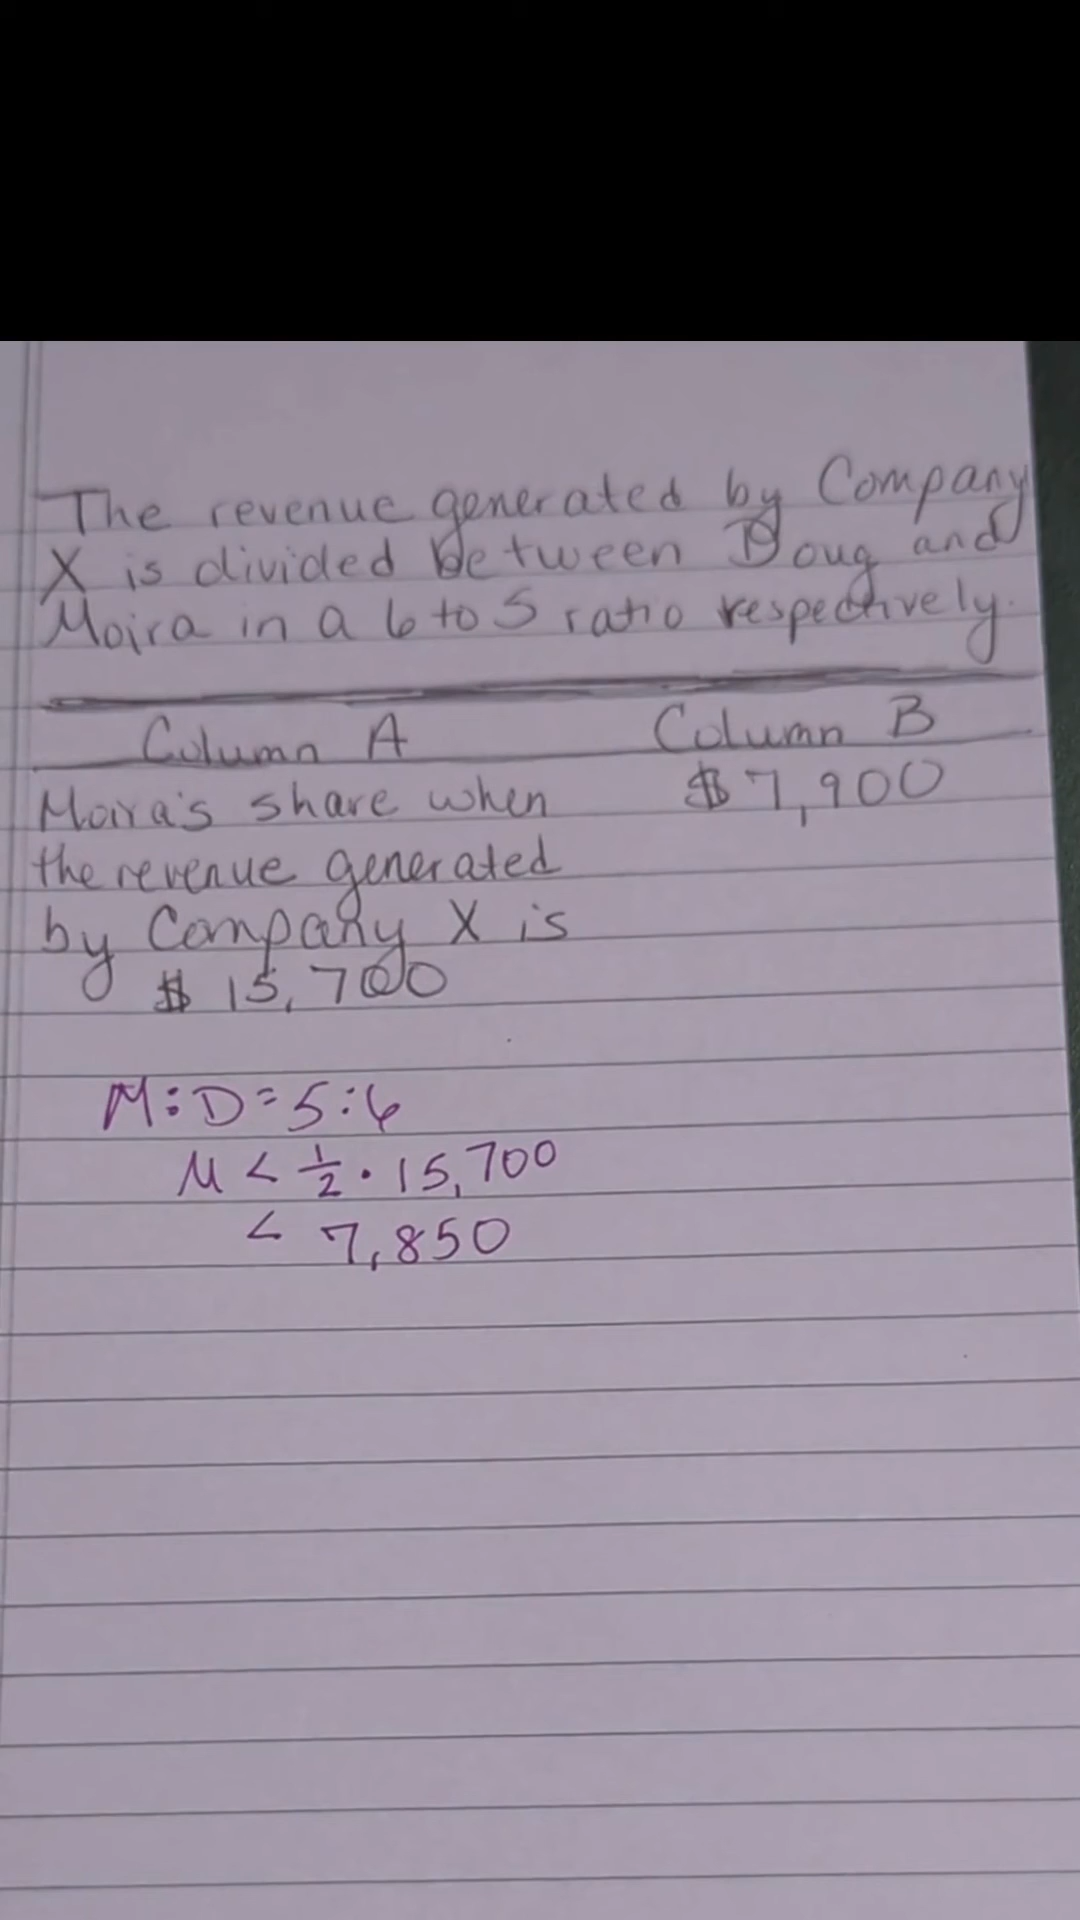 The revenue generated by Company
X is divided between Doug and
Moira in a 6 to 5 ratio respectively.
Column A Column B
Moira's share when $7,900
the revenue generated
by Company X is
$ 15,700
M:D=5:6
M < 1/2 · 15,700
< 7,850